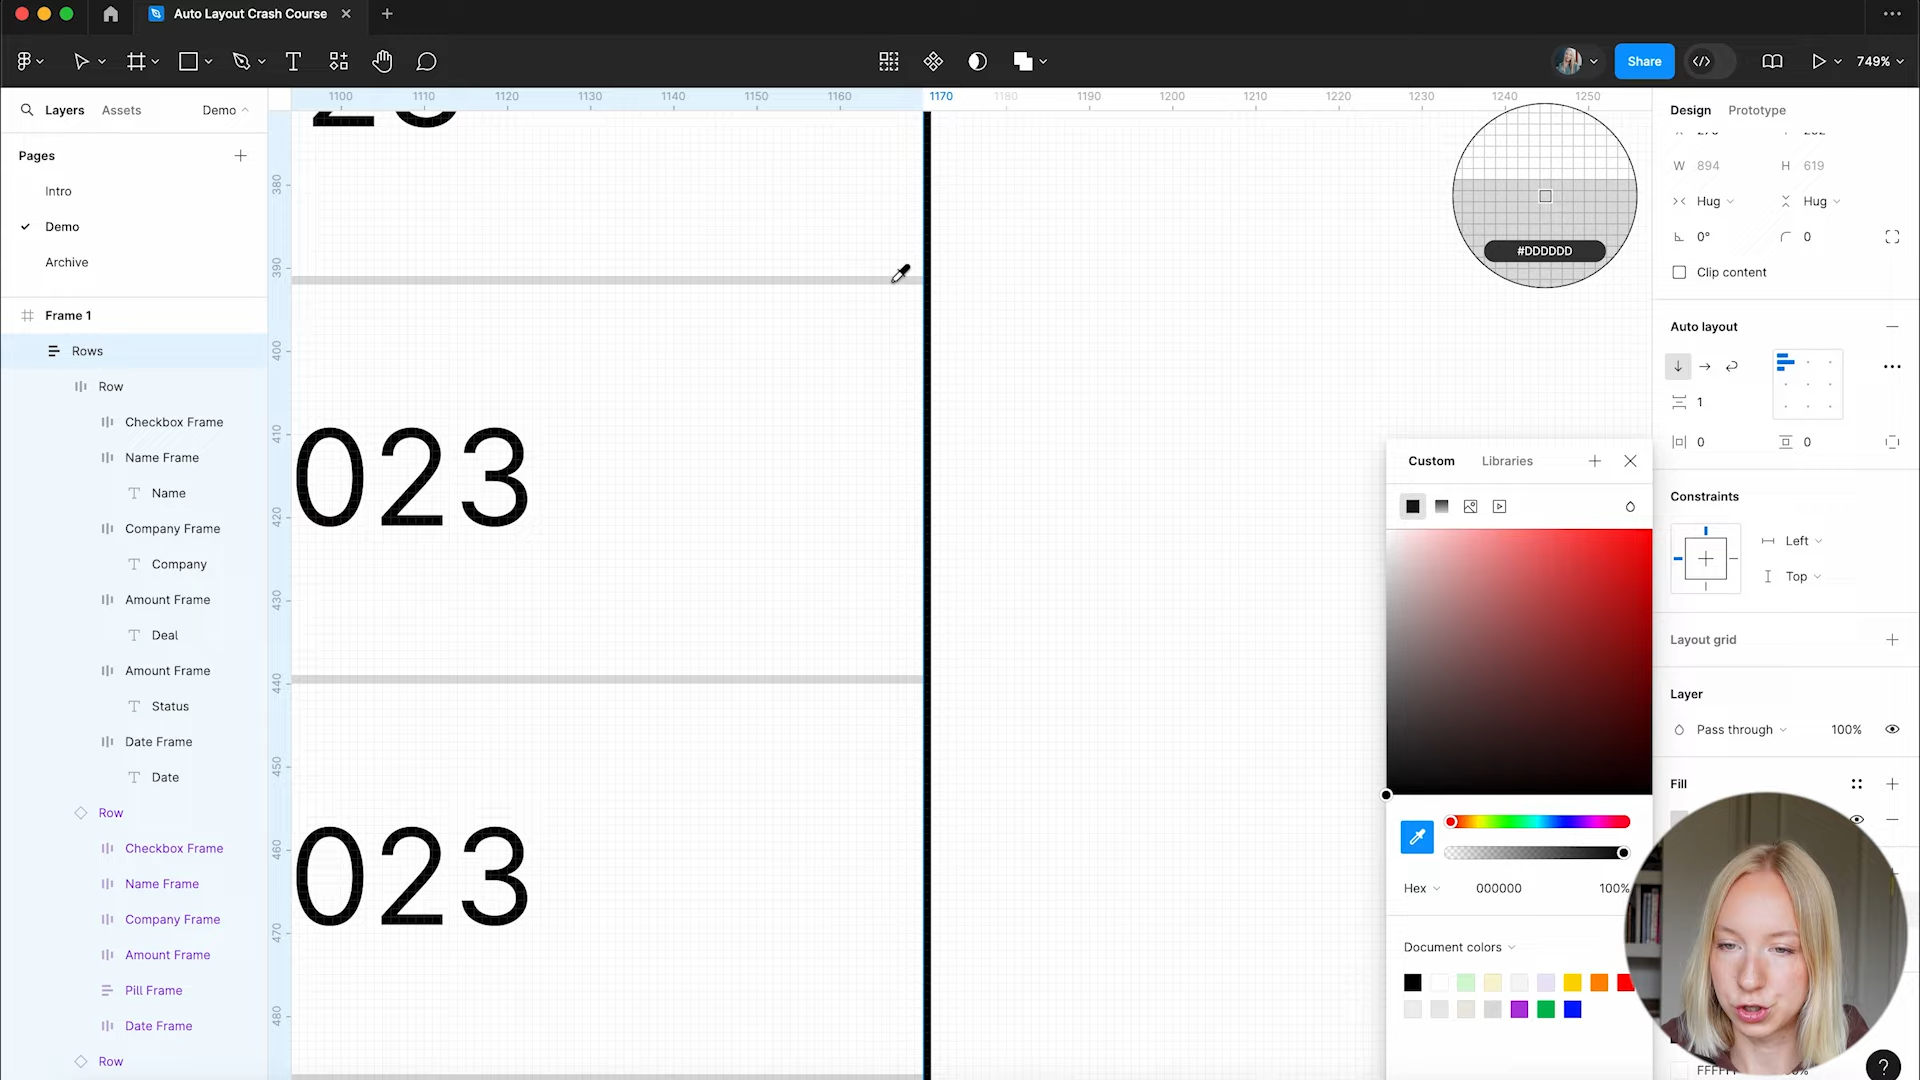 Auto Layout Crash Course
Share
749%
Layers
Assets
Demo
Pages
Intro
Demo
Archive
Frame 1
Rows
Row
Checkbox Frame
Name Frame
Name
Company Frame
Company
Amount Frame
Deal
Amount Frame
Status
Date Frame
Date
Row
Checkbox Frame
Name Frame
Company Frame
Amount Frame
Pill Frame
Date Frame
Row
1100
1110
1120
1130
1140
1150
1160
1170
1180
1190
1200
1210
1220
1230
1240
1250
380
390
400
410
420
430
440
450
460
470
480
023
023
#DDDDDD
Custom
Libraries
Hex
000000
100%
Document colors
Design
Prototype
W 894
H 619
Hug
Hug
0°
0
Clip content
Auto layout
1
0
0
Constraints
Left
Top
Layout grid
Layer
Pass through
100%
Fill
?